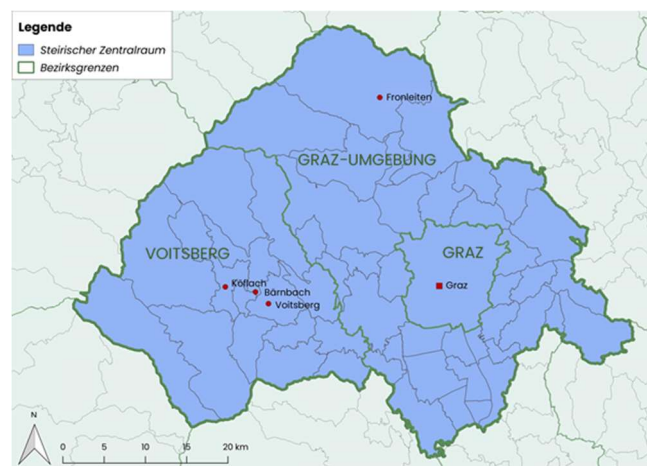 Legende
Steirischer Zentralraum
Bezirksgrenzen
Fronleiten
GRAZ-UMGEBUNG
VOITSBERG
GRAZ
Köflach
Bärnbach
Graz
Voitsberg
N
0 5 10 15 20 km